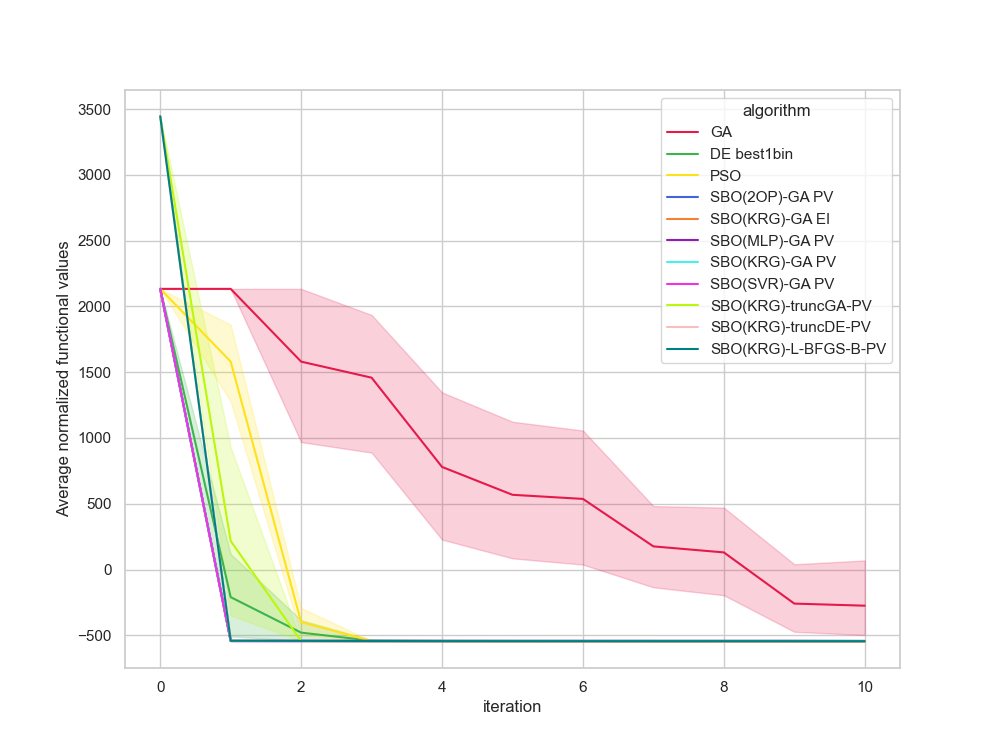 3500
3000
2500
2000
1500
1000
500
0
−500
Average normalized functional values
0
2
4
6
8
10
iteration
algorithm
GA
DE best1bin
PSO
SBO(2OP)-GA PV
SBO(KRG)-GA EI
SBO(MLP)-GA PV
SBO(KRG)-GA PV
SBO(SVR)-GA PV
SBO(KRG)-truncGA-PV
SBO(KRG)-truncDE-PV
SBO(KRG)-L-BFGS-B-PV